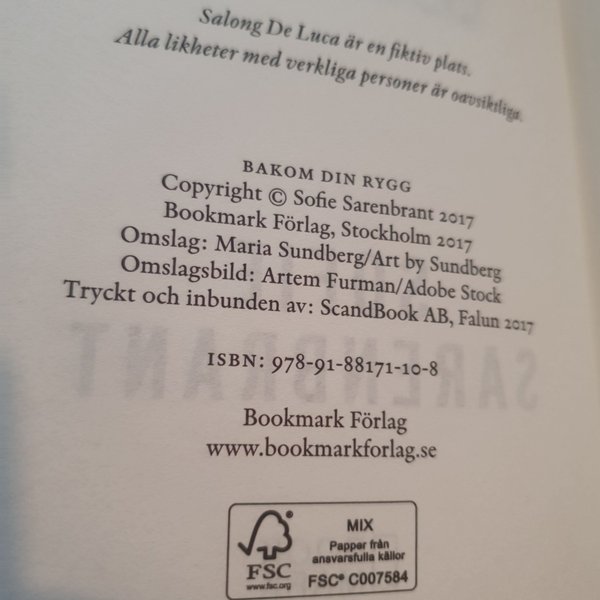 Salong De Luca är en fiktiv plats.
Alla likheter med verkliga personer är oavsiktliga.
BAKOM DIN RYGG
Copyright © Sofie Sarenbrant 2017
Bookmark Förlag, Stockholm 2017
Omslag: Maria Sundberg/Art by Sundberg
Omslagsbild: Artem Furman/Adobe Stock
Tryckt och inbunden av: ScandBook AB, Falun 2017
ISBN: 978-91-88171-10-8
SARENBRANT
Bookmark Förlag
www.bookmarkforlag.se
FSC
www.fsc.org
MIX
Papper från
ansvarsfulla källor
FSC® C007584